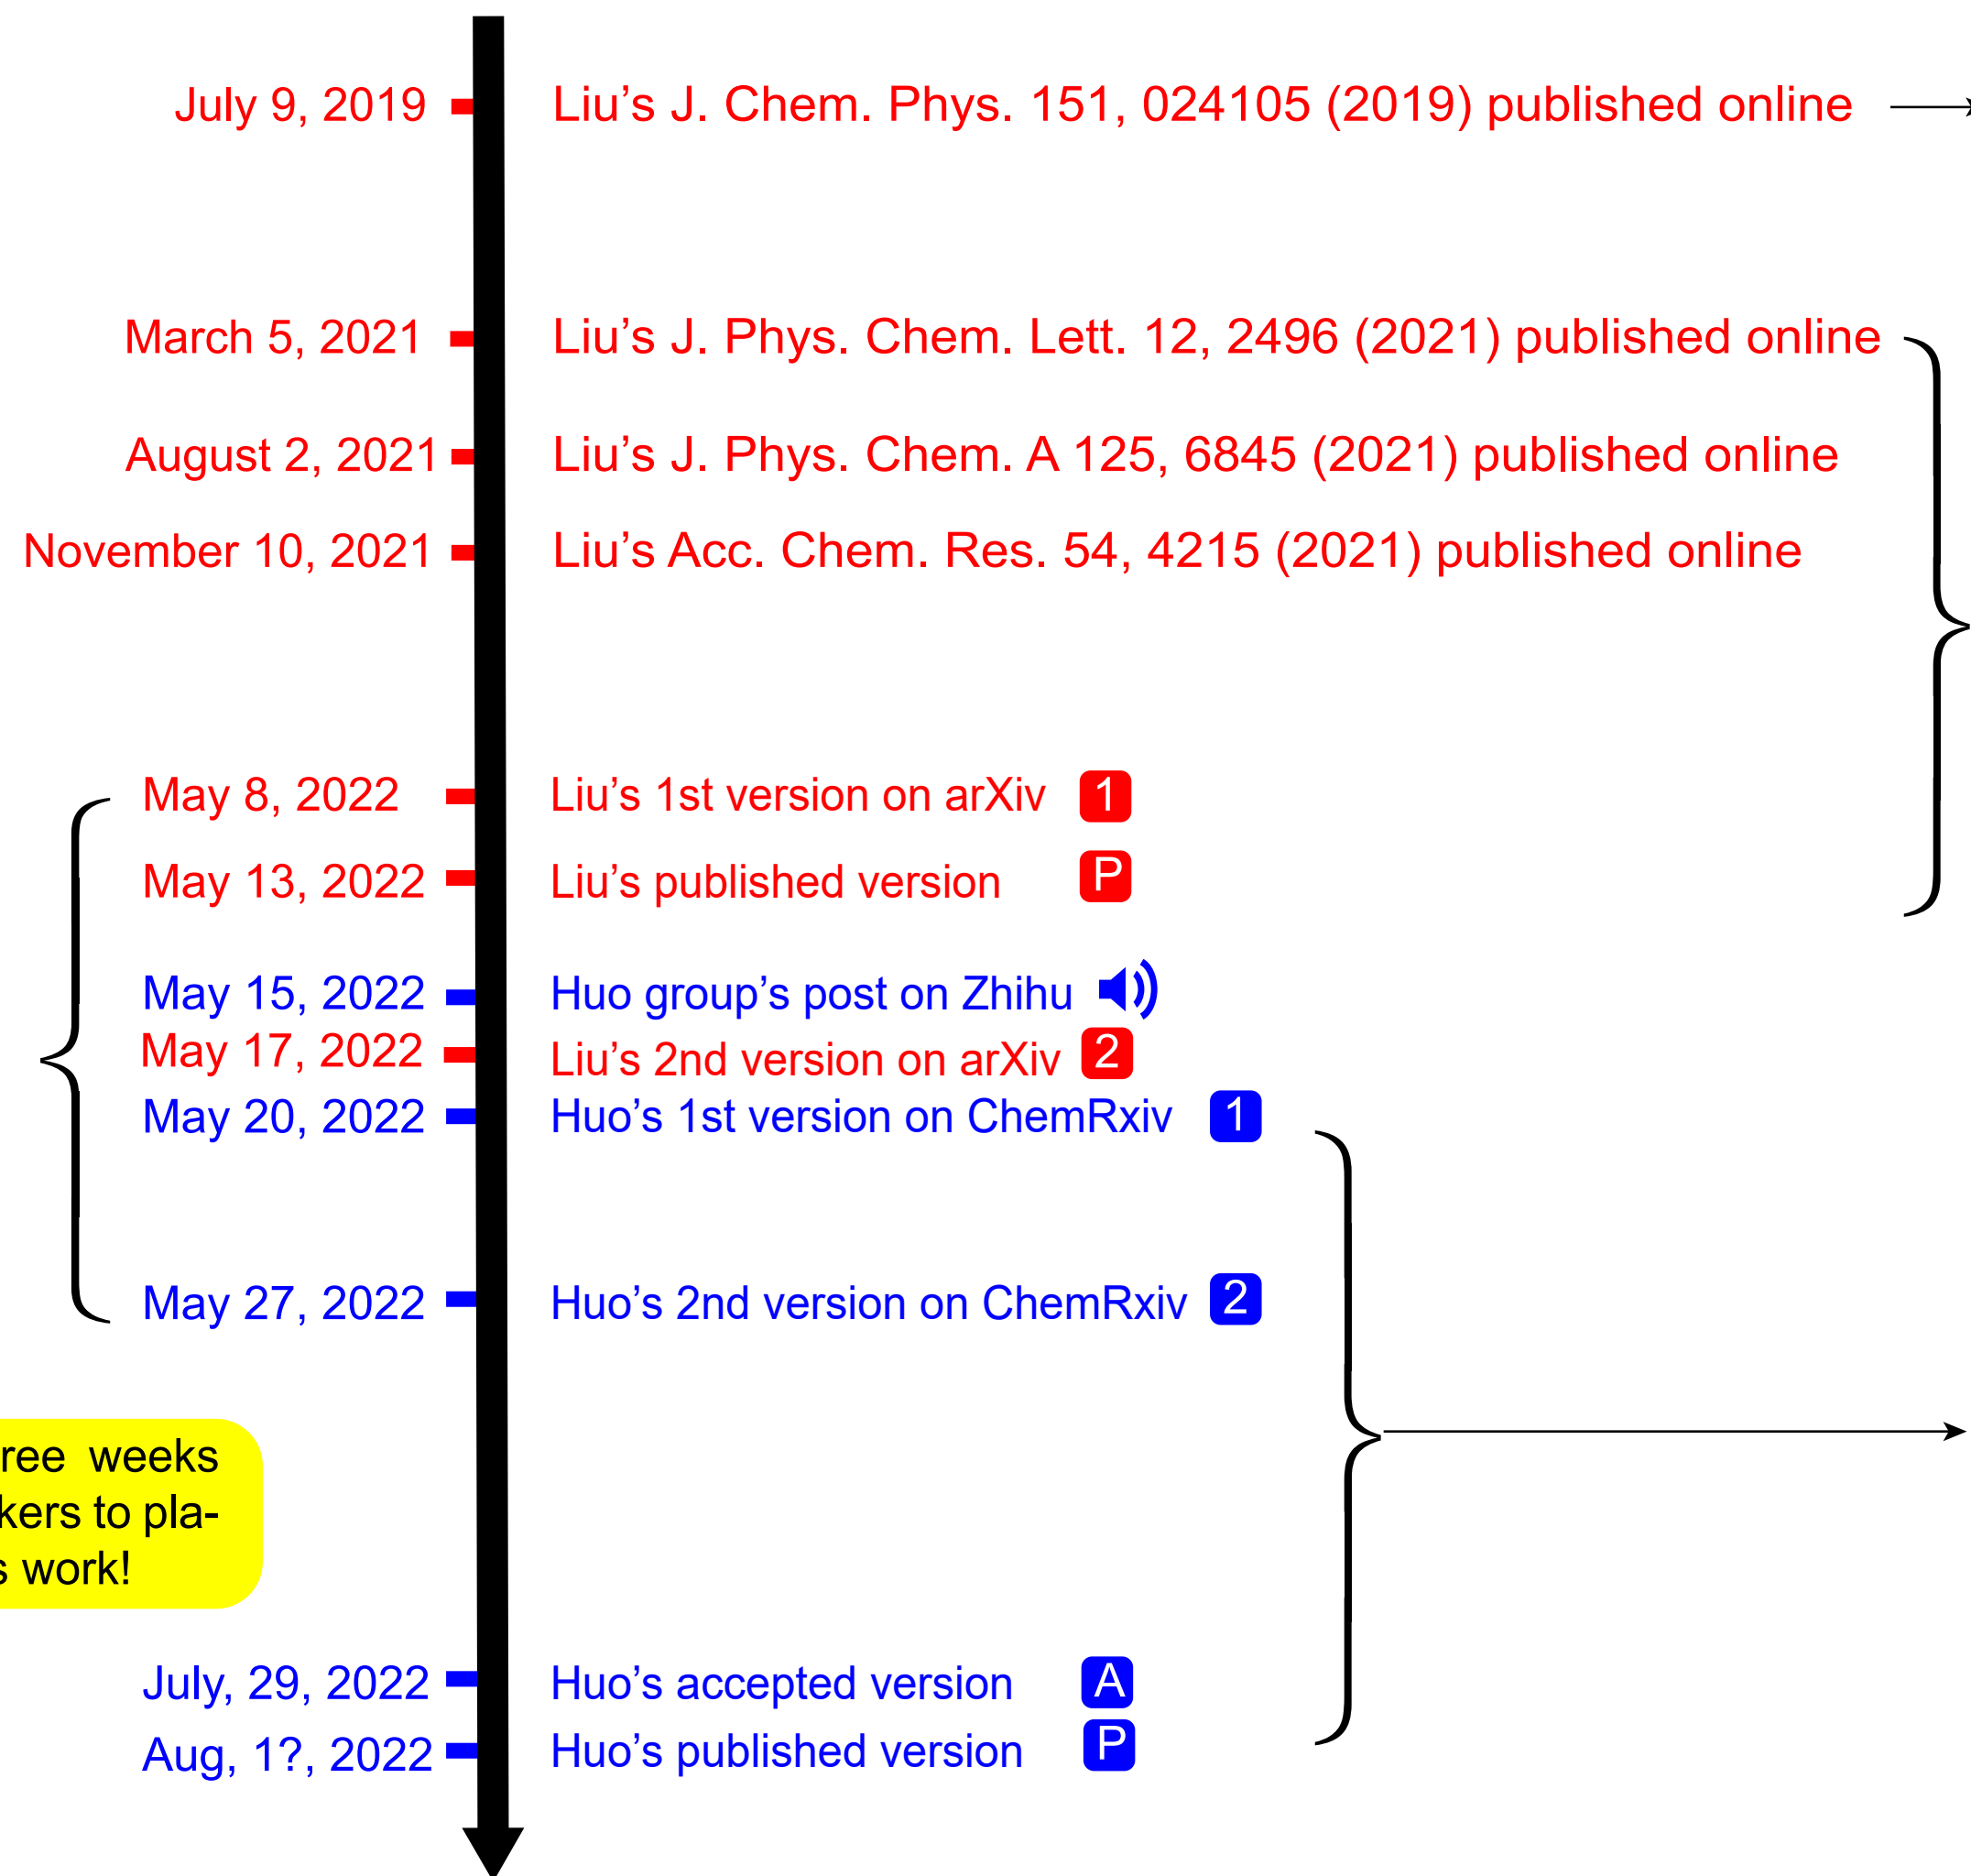 July 9, 2019 Liu’s J. Chem. Phys. 151, 024105 (2019) published online
March 5, 2021 Liu’s J. Phys. Chem. Lett. 12, 2496 (2021) published online
August 2, 2021 Liu’s J. Phys. Chem. A 125, 6845 (2021) published online
November 10, 2021 Liu’s Acc. Chem. Res. 54, 4215 (2021) published online
May 8, 2022 Liu’s 1st version on arXiv 1
May 13, 2022 Liu’s published version P
May 15, 2022 Huo group’s post on Zhihu
May 17, 2022 Liu’s 2nd version on arXiv 2
May 20, 2022 Huo’s 1st version on ChemRxiv 1
May 27, 2022 Huo’s 2nd version on ChemRxiv 2
ree weeks
kers to pla-
s work!
July, 29, 2022 Huo’s accepted version A
Aug, 1?, 2022 Huo’s published version P